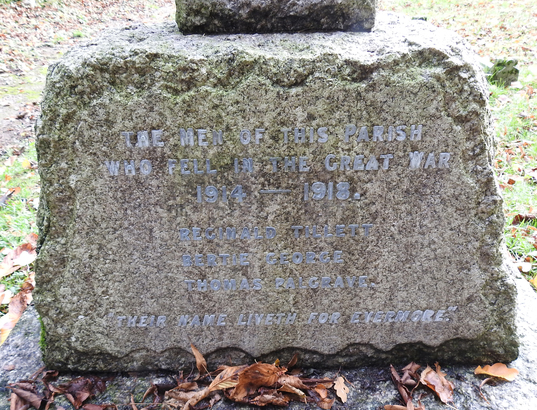 THE MEN OF THIS PARISH
WHO FELL IN THE GREAT WAR
1914 — 1918.
REGINALD TILLETT
BERTIE GEORGE
THOMAS PALGRAVE.
"THEIR NAME LIVETH FOR EVERMORE."